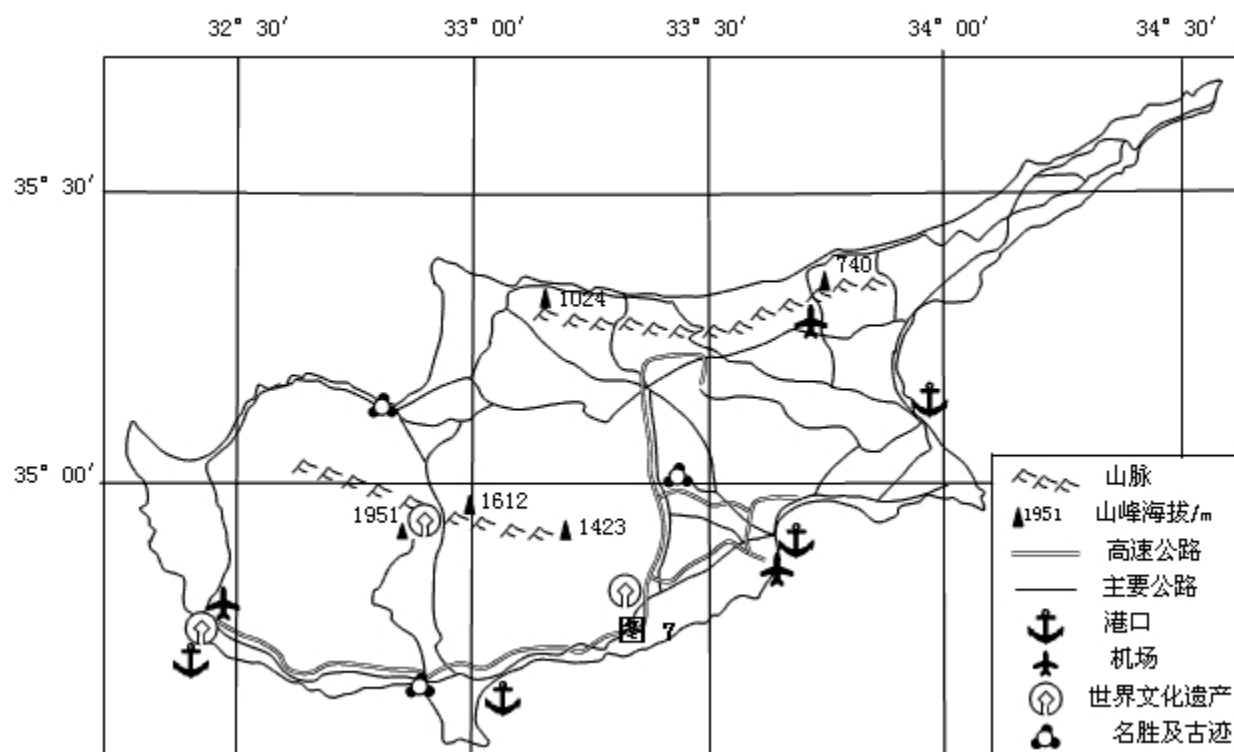 32° 30′ 33° 00′ 33° 30′ 34° 00′ 34° 30′
35° 30′
740
1024
35° 00′
1951
1612
1423
图 7
山脉
1951 山峰海拔/m
高速公路
主要公路
港口
机场
世界文化遗产
名胜及古迹